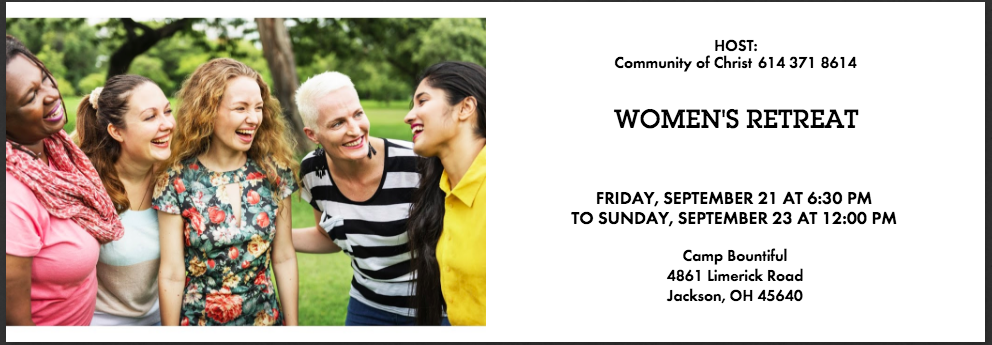 HOST:
Community of Christ 614 371 8614
WOMEN'S RETREAT
FRIDAY, SEPTEMBER 21 AT 6:30 PM
TO SUNDAY, SEPTEMBER 23 AT 12:00 PM
Camp Bountiful
4861 Limerick Road
Jackson, OH 45640